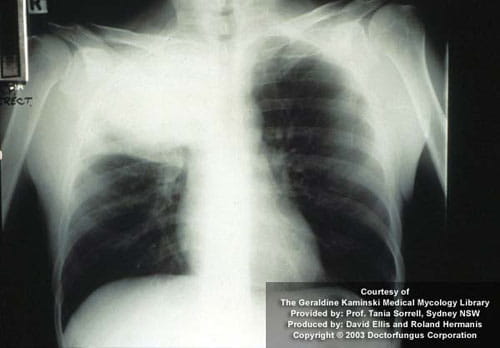 R
ERECT.
Courtesy of
The Geraldine Kaminski Medical Mycology Library
Provided by: Prof. Tania Sorrell, Sydney NSW
Produced by: David Ellis and Roland Hermanis
Copyright © 2003 Doctorfungus Corporation